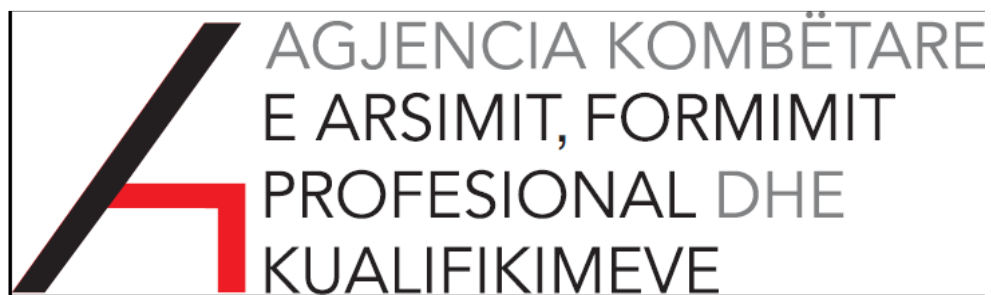 AGJENCIA KOMBËTARE
E ARSIMIT, FORMIMIT
PROFESIONAL DHE
KUALIFIKIMEVE